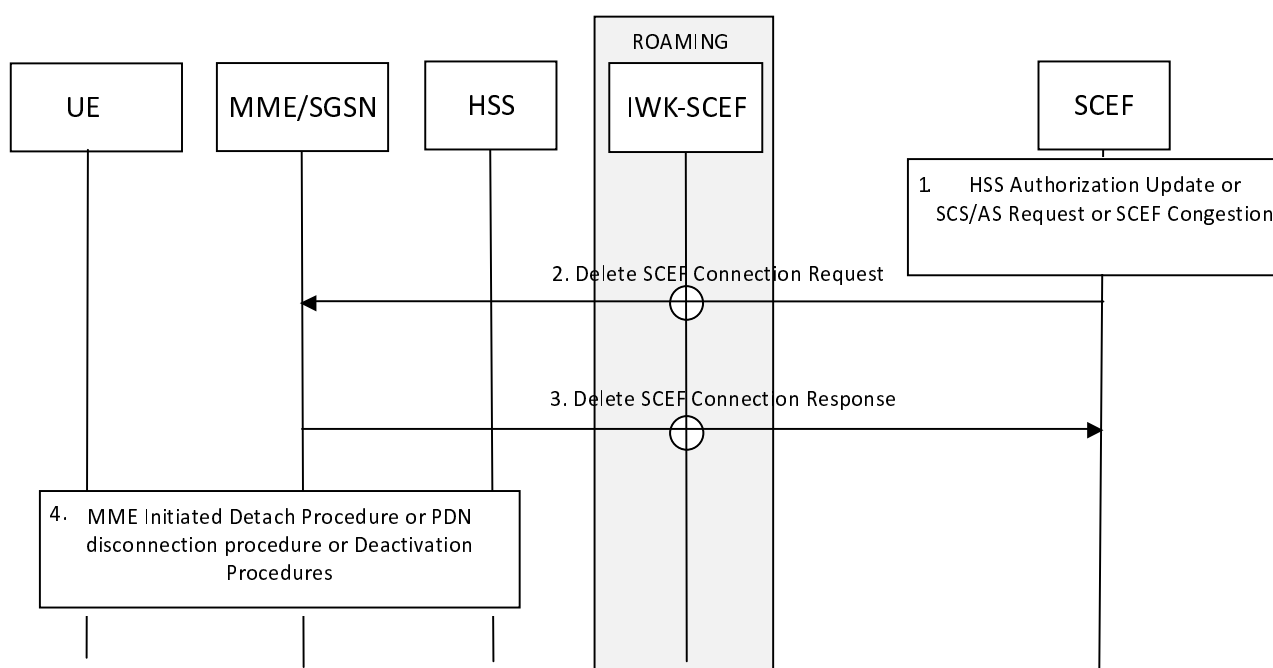 ROAMING
UE
MME/SGSN
HSS
IWK-SCEF
SCEF
1. HSS Authorization Update or
SCS/AS Request or SCEF Congestion
2. Delete SCEF Connection Request
3. Delete SCEF Connection Response
4. MME Initiated Detach Procedure or PDN
disconnection procedure or Deactivation
Procedures